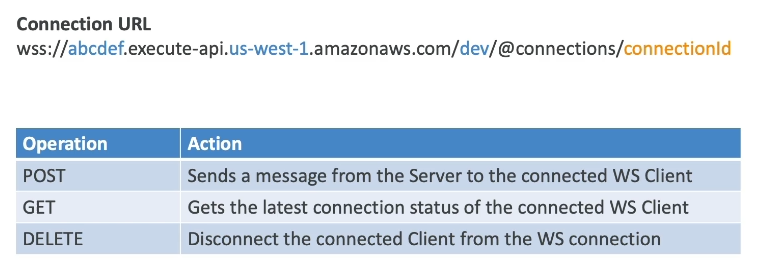 Connection URL
wss://abcdef.execute-api.us-west-1.amazonaws.com/dev/@connections/connectionId
Operation Action
POST Sends a message from the Server to the connected WS Client
GET Gets the latest connection status of the connected WS Client
DELETE Disconnect the connected Client from the WS connection